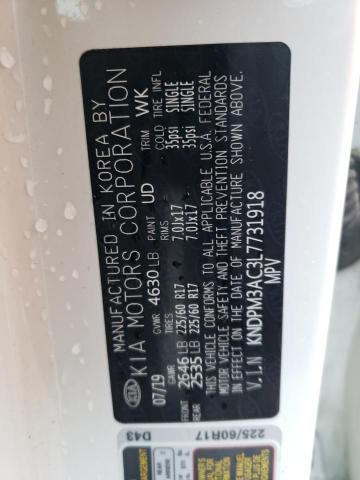 MANUFACTURED IN KOREA BY
KIA MOTORS CORPORATION
KIA
07/19 GVWR 4630 LB PAINT UD TRIM WK
GAWR TIRES RIMS COLD TIRE INFL
FRONT 2646 LB 225/60 R17 7.0JX17 35psi SINGLE
REAR 2535 LB 225/60 R17 7.0JX17 35psi SINGLE
THIS VEHICLE CONFORMS TO ALL APPLICABLE U.S.A. FEDERAL
MOTOR VEHICLE SAFETY AND THEFT PREVENTION STANDARDS
IN EFFECT ON THE DATE OF MANUFACTURE SHOWN ABOVE.
V.I.N KNDPM3AC3L7731918
MPV
D43
225/60R17